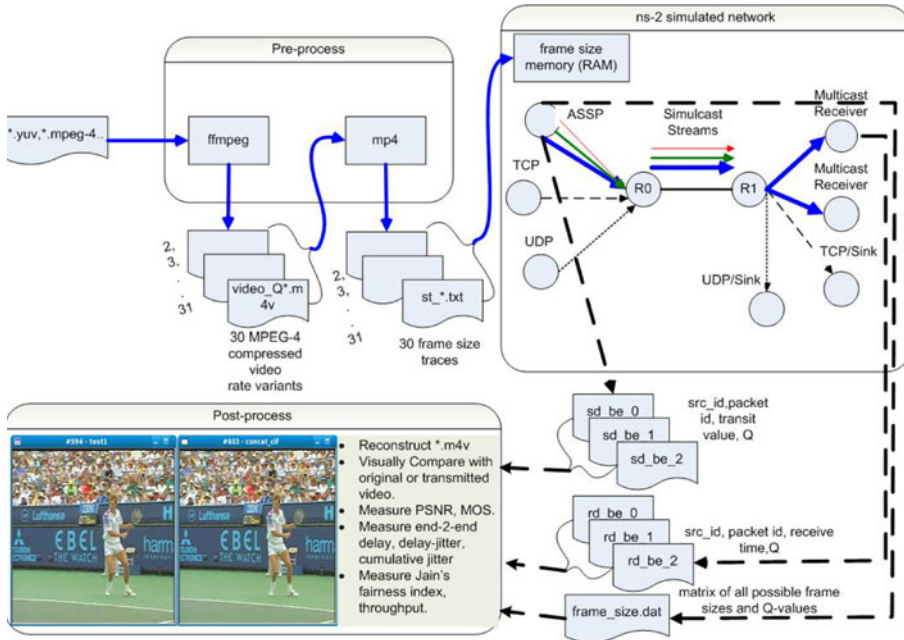 Pre-process
ns-2 simulated network
frame size
memory (RAM)
*.yuv,*.mpeg-4..
ffmpeg
mp4
ASSP
Simulcast
Streams
Multicast
Receiver
TCP
R0
R1
Multicast
Receiver
UDP
UDP/Sink
TCP/Sink
2,
3,
.
.
31
video_Q*.m
4v
30 MPEG-4
compressed
video
rate variants
2,
3,
.
.
31
st_*.txt
30 frame size
traces
Post-process
#394 - test1
#603 - concat_cif
Lufthansa
EBEL
THE WATCH
harm
Lufthansa
EBEL
THE WATCH
harma
• Reconstruct *.m4v
• Visually Compare with
original or transmitted
video.
• Measure PSNR, MOS.
• Measure end-2-end
delay, delay-jitter,
cumulative jitter
• Measure Jain's
fairness index,
throughput.
sd_be_0
sd_be_1
sd_be_2
src_id,packet
id, transit
value, Q
rd_be_0
rd_be_1
rd_be_2
src_id, packet id, receive
time,Q
frame_size.dat
matrix of all possible frame
sizes and Q-values